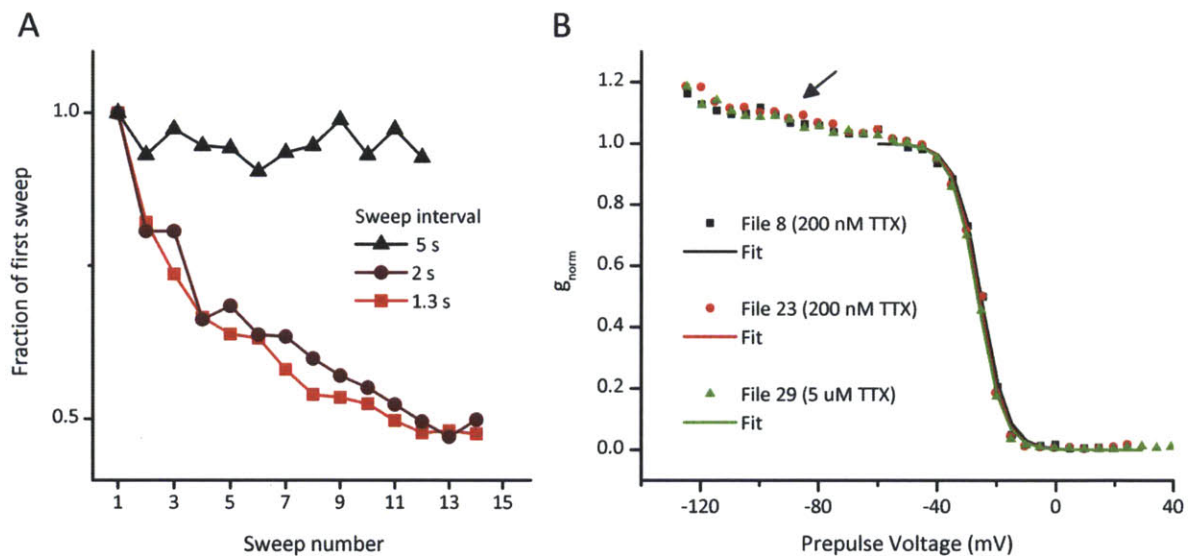 A
1.0
0.5
Fraction of first sweep
Sweep interval
5 s
2 s
1.3 s
1 3 5 7 9 11 13 15
Sweep number
B
1.2
1.0
0.8
0.6
0.4
0.2
0.0
gnorm
File 8 (200 nM TTX)
Fit
File 23 (200 nM TTX)
Fit
File 29 (5 uM TTX)
Fit
-120 -80 -40 0 40
Prepulse Voltage (mV)